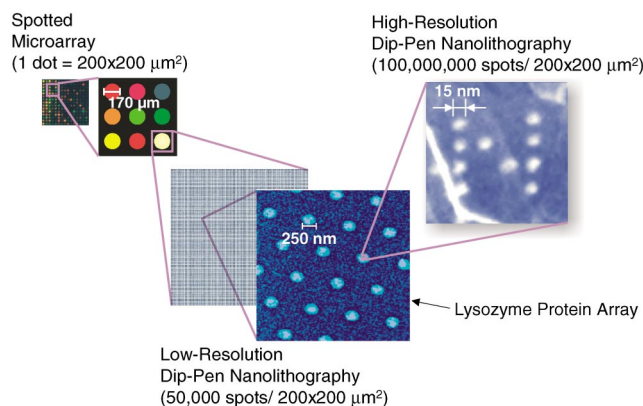 Spotted
Microarray
(1 dot = 200x200 μm²)
170 μm
High-Resolution
Dip-Pen Nanolithography
(100,000,000 spots/ 200x200 μm²)
15 nm
250 nm
Lysozyme Protein Array
Low-Resolution
Dip-Pen Nanolithography
(50,000 spots/ 200x200 μm²)